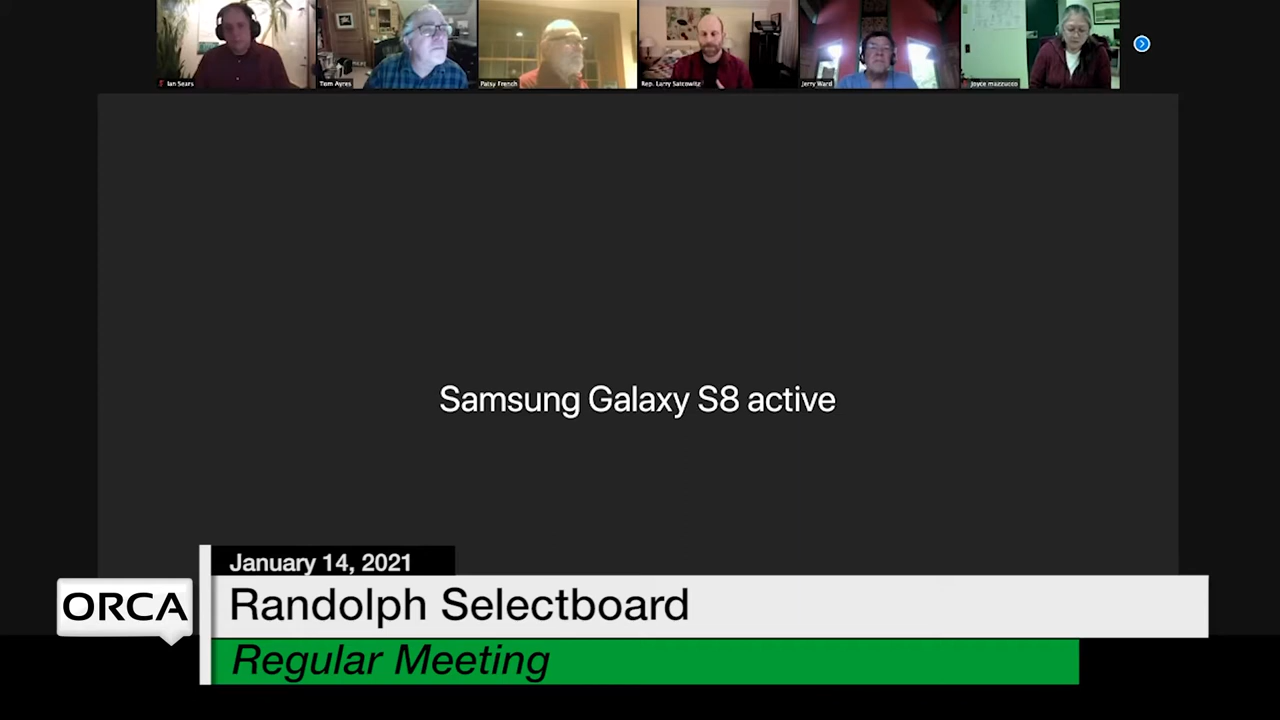 Ian Sears
Tom Ayres
Patsy French
Rep. Larry Satcowitz
Jerry Ward
Joyce mazzucco
Samsung Galaxy S8 active
January 14, 2021
ORCA
Randolph Selectboard
Regular Meeting